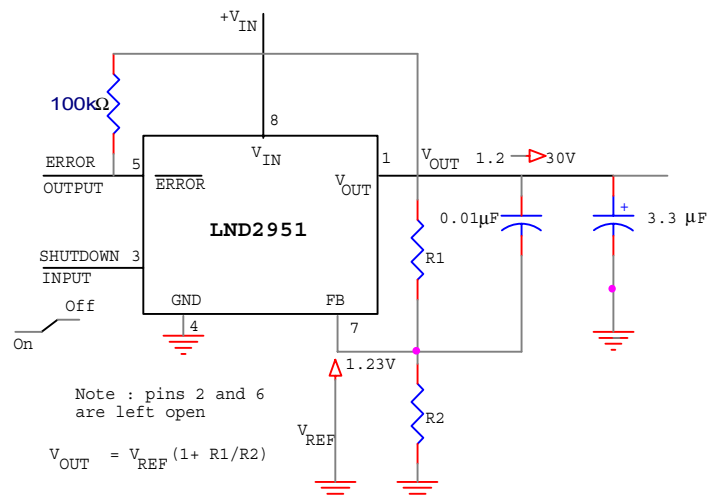 +VIN
100kΩ
8
VIN
ERROR
OUTPUT
5
ERROR
1
VOUT
VOUT
1.2
30V
LND2951
0.01µF
+
3.3 µF
SHUTDOWN
INPUT
3
R1
GND
FB
4
7
Off
On
1.23V
Note : pins 2 and 6
are left open
R2
VREF
VOUT = VREF(1+ R1/R2)